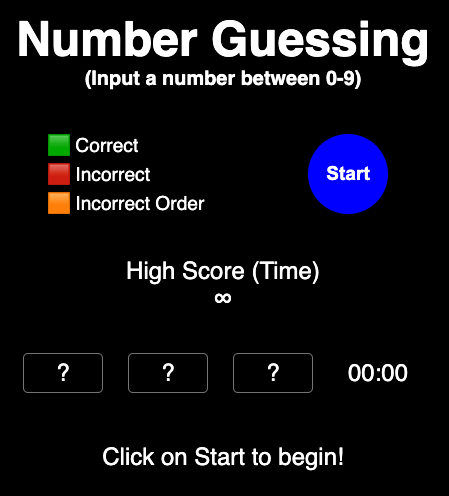 Number Guessing
(Input a number between 0-9)
Correct
Start
Incorrect
Incorrect Order
High Score (Time)
∞
? ? ? 00:00
Click on Start to begin!